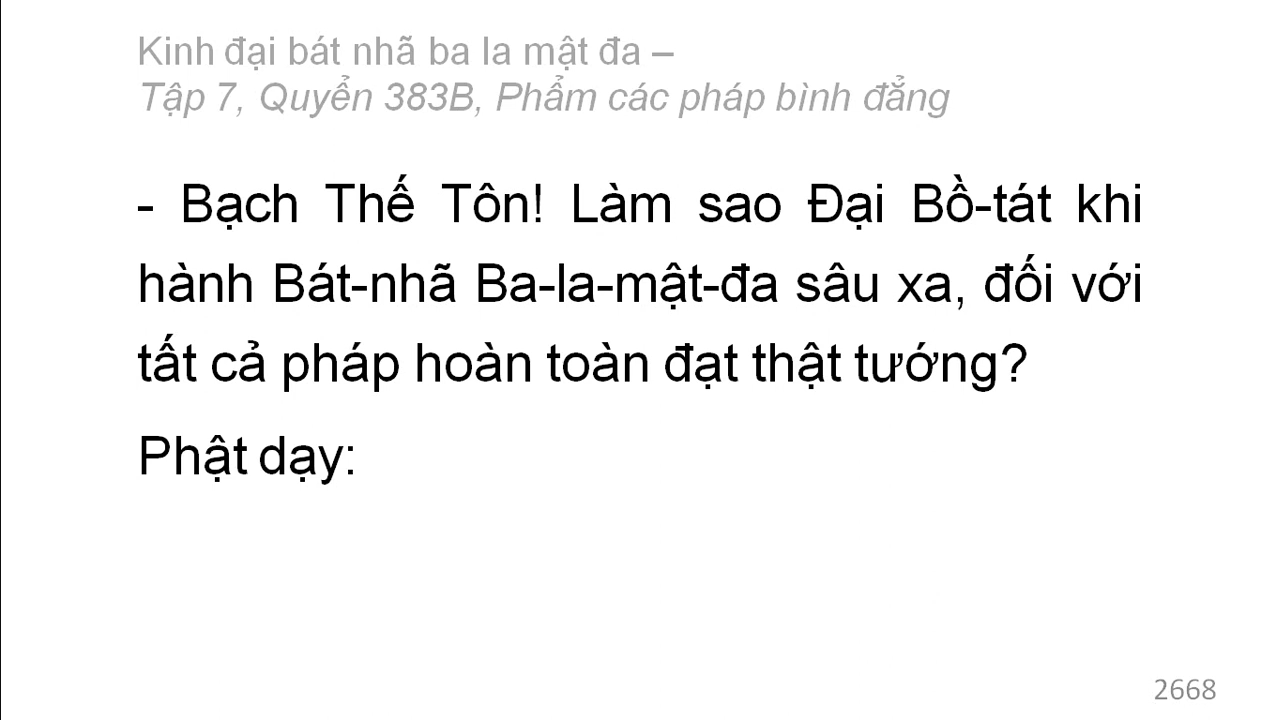 Kinh đại bát nhã ba la mật đa –
Tập 7, Quyển 383B, Phẩm các pháp bình đẳng
- Bạch Thế Tôn! Làm sao Đại Bồ-tát khi
hành Bát-nhã Ba-la-mật-đa sâu xa, đối với
tất cả pháp hoàn toàn đạt thật tướng?
Phật dạy:
2668